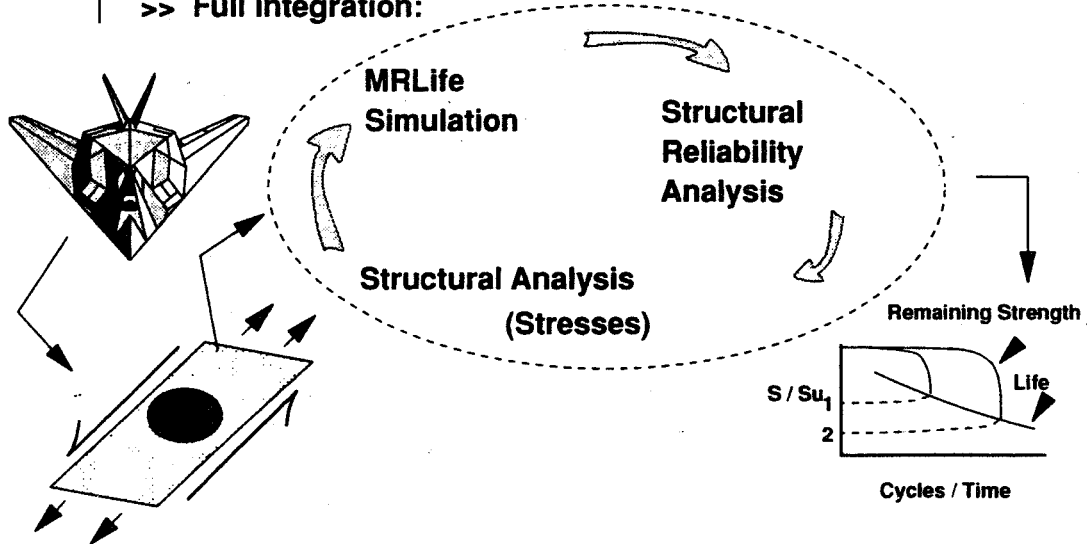 >> Full Integration:
MRLife
Simulation
Structural
Reliability
Analysis
Structural Analysis
(Stresses)
Remaining Strength
Life
S / Su
1
2
Cycles / Time